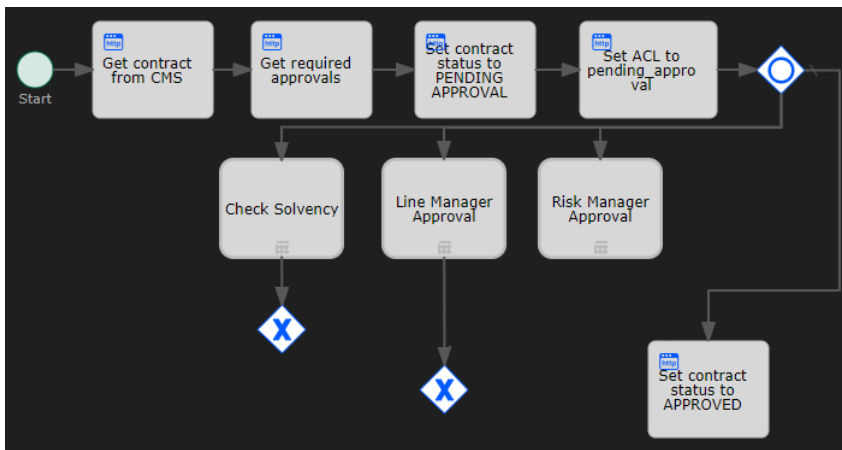 http
Get contract
from CMS
http
Get required
approvals
http
Set contract
status to
PENDING
APPROVAL
http
Set ACL to
pending_appro
val
Start
Check Solvency
Line Manager
Approval
Risk Manager
Approval
X
X
http
Set contract
status to
APPROVED